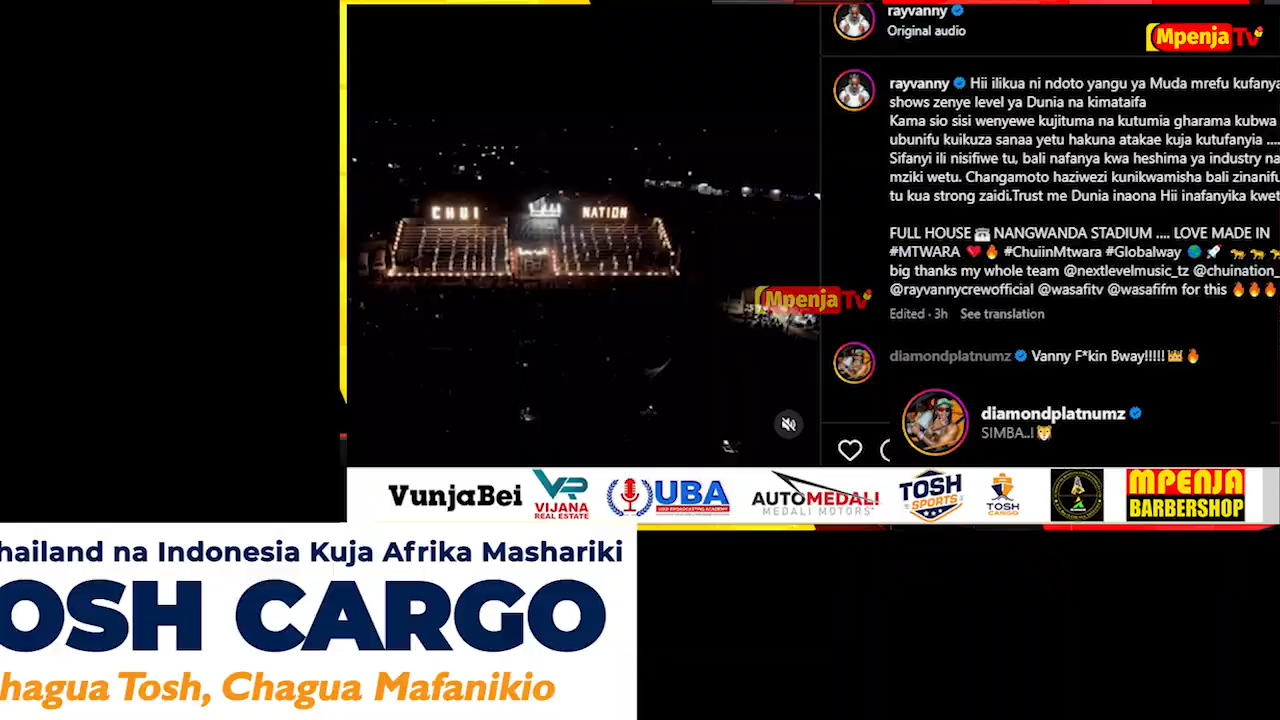 rayvanny
Original audio
Mpenja Tv
rayvanny Hii ilikua ni ndoto yangu ya Muda mrefu kufanya
shows zenye level ya Dunia na kimataifa
Kama sio sisi wenyewe kujituma na kutumia gharama kubwa
ubunifu kuikuza sanaa yetu hakuna atakae kuja kutufanyia ....
Sifanyi ili nisifiwe tu, bali nafanya kwa heshima ya industry na
mziki wetu. Changamoto haziwezi kunikwamisha bali zinanifu
tu kua strong zaidi.Trust me Dunia inaona Hii inafanyika kwet
CHUI NATION
FULL HOUSE 🏟 NANGWANDA STADIUM .... LOVE MADE IN
#MTWARA ❤️🔥 #ChuiinMtwara #Globalway 🌍🚀 🐆🐆🐆
big thanks my whole team @nextlevelmusic_tz @chuination_
@rayvannycrewofficial @wasafitv @wasafifm for this 🔥🔥🔥
Mpenja Tv
Edited · 3h See translation
diamondplatnumz Vanny F*kin Bway!!!!!👑🔥
diamondplatnumz
SIMBA..!🦁
VunjaBei
VP
VIJANA
REAL ESTATE
UBA
AUTOMEDALI
MEDALI MOTORS
TOSH
SPORTS
TOSH
CARGO
MPENJA
BARBERSHOP
hailand na Indonesia Kuja Afrika Mashariki
OSH CARGO
hagua Tosh, Chagua Mafanikio